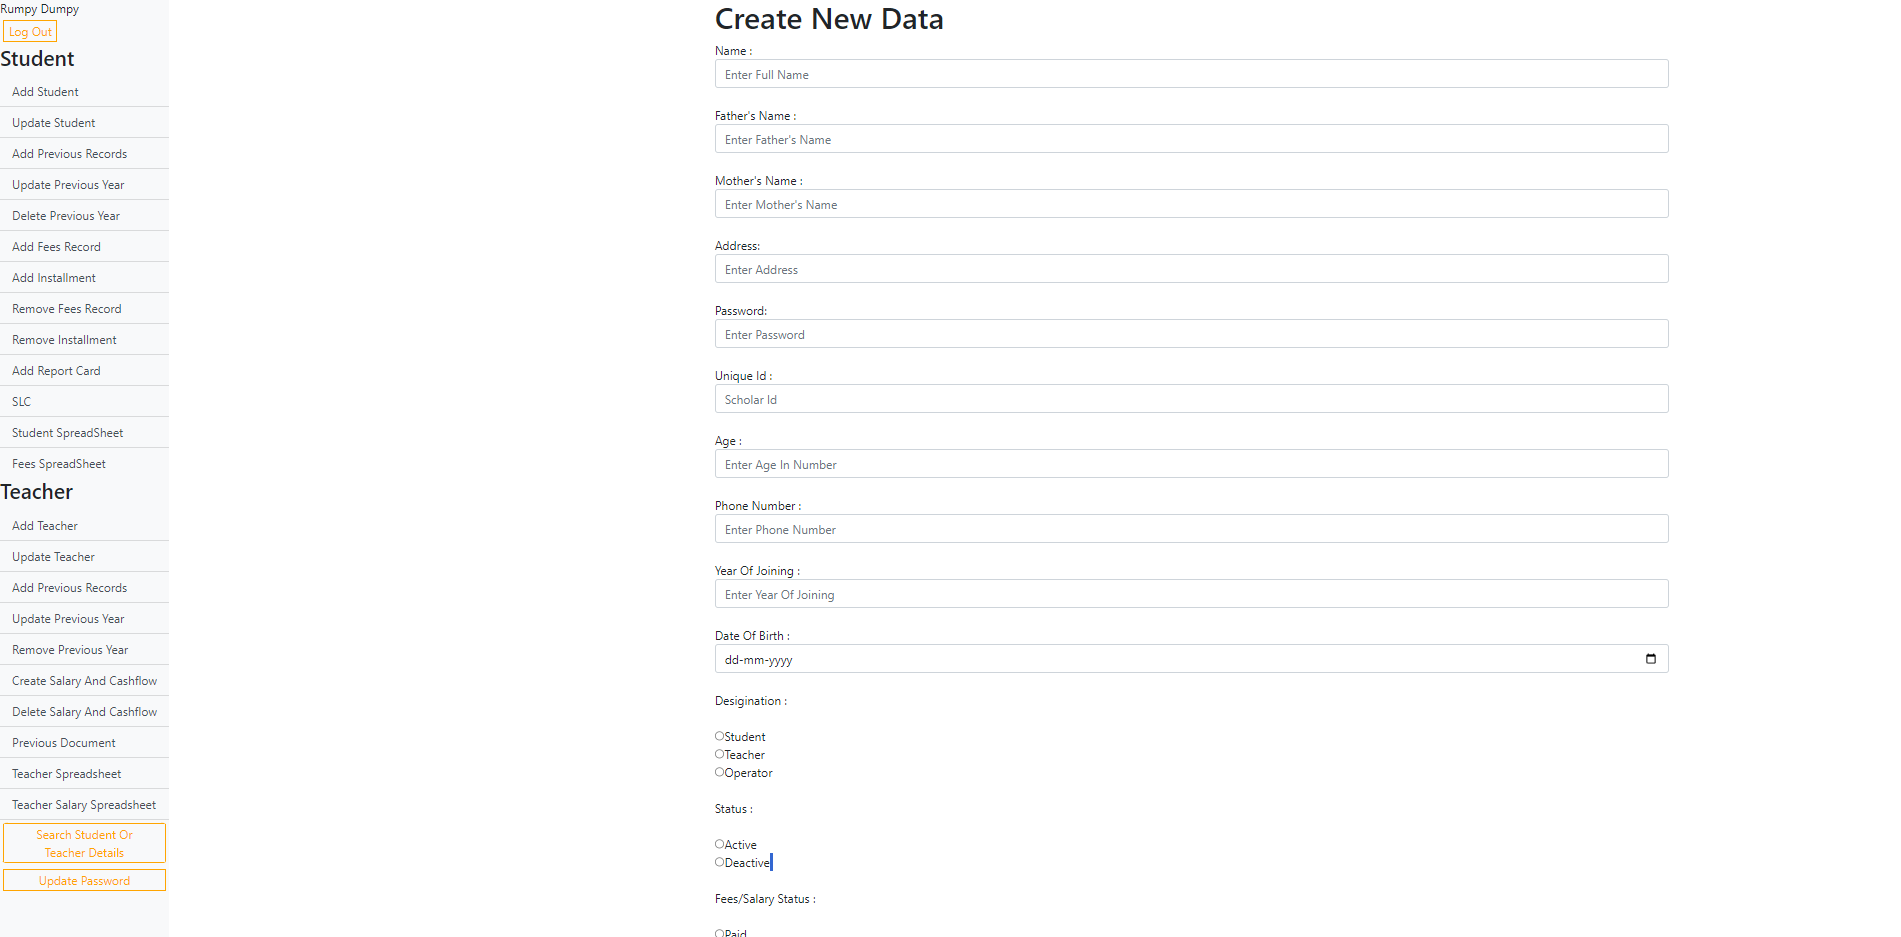 Rumpy Dumpy
Log Out
Student
Add Student
Update Student
Add Previous Records
Update Previous Year
Delete Previous Year
Add Fees Record
Add Installment
Remove Fees Record
Remove Installment
Add Report Card
SLC
Student SpreadSheet
Fees SpreadSheet
Teacher
Add Teacher
Update Teacher
Add Previous Records
Update Previous Year
Remove Previous Year
Create Salary And Cashflow
Delete Salary And Cashflow
Previous Document
Teacher Spreadsheet
Teacher Salary Spreadsheet
Search Student Or
Teacher Details
Update Password
Create New Data
Name :
Enter Full Name
Father's Name :
Enter Father's Name
Mother's Name :
Enter Mother's Name
Address:
Enter Address
Password:
Enter Password
Unique Id :
Scholar Id
Age :
Enter Age In Number
Phone Number :
Enter Phone Number
Year Of Joining :
Enter Year Of Joining
Date Of Birth :
dd-mm-yyyy
Desigination :
Student
Teacher
Operator
Status :
Active
Deactive
Fees/Salary Status :
Paid